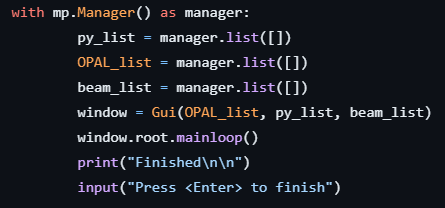 with mp.Manager() as manager:
        py_list = manager.list([])
        OPAL_list = manager.list([])
        beam_list = manager.list([])
        window = Gui(OPAL_list, py_list, beam_list)
        window.root.mainloop()
        print("Finished\n\n")
        input("Press <Enter> to finish")